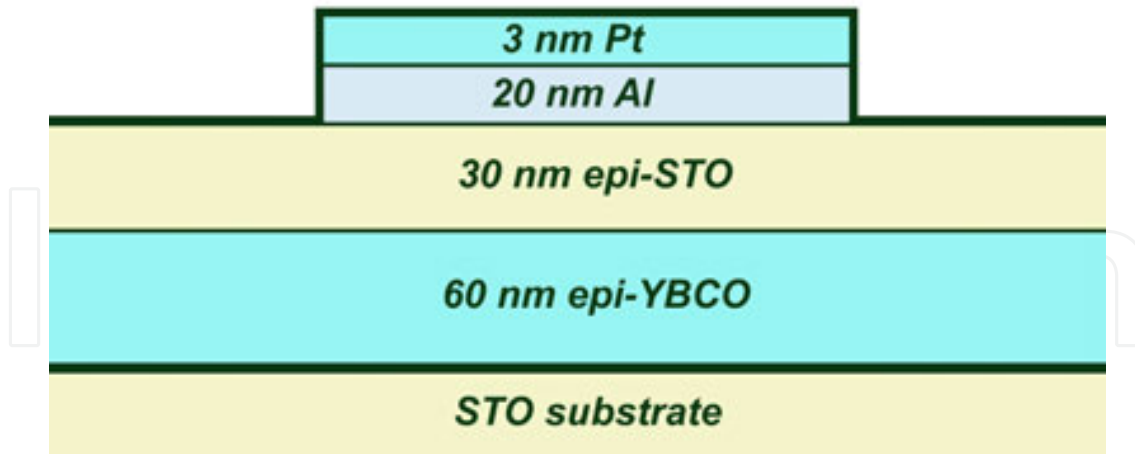 3 nm Pt
20 nm Al
30 nm epi-STO
60 nm epi-YBCO
STO substrate